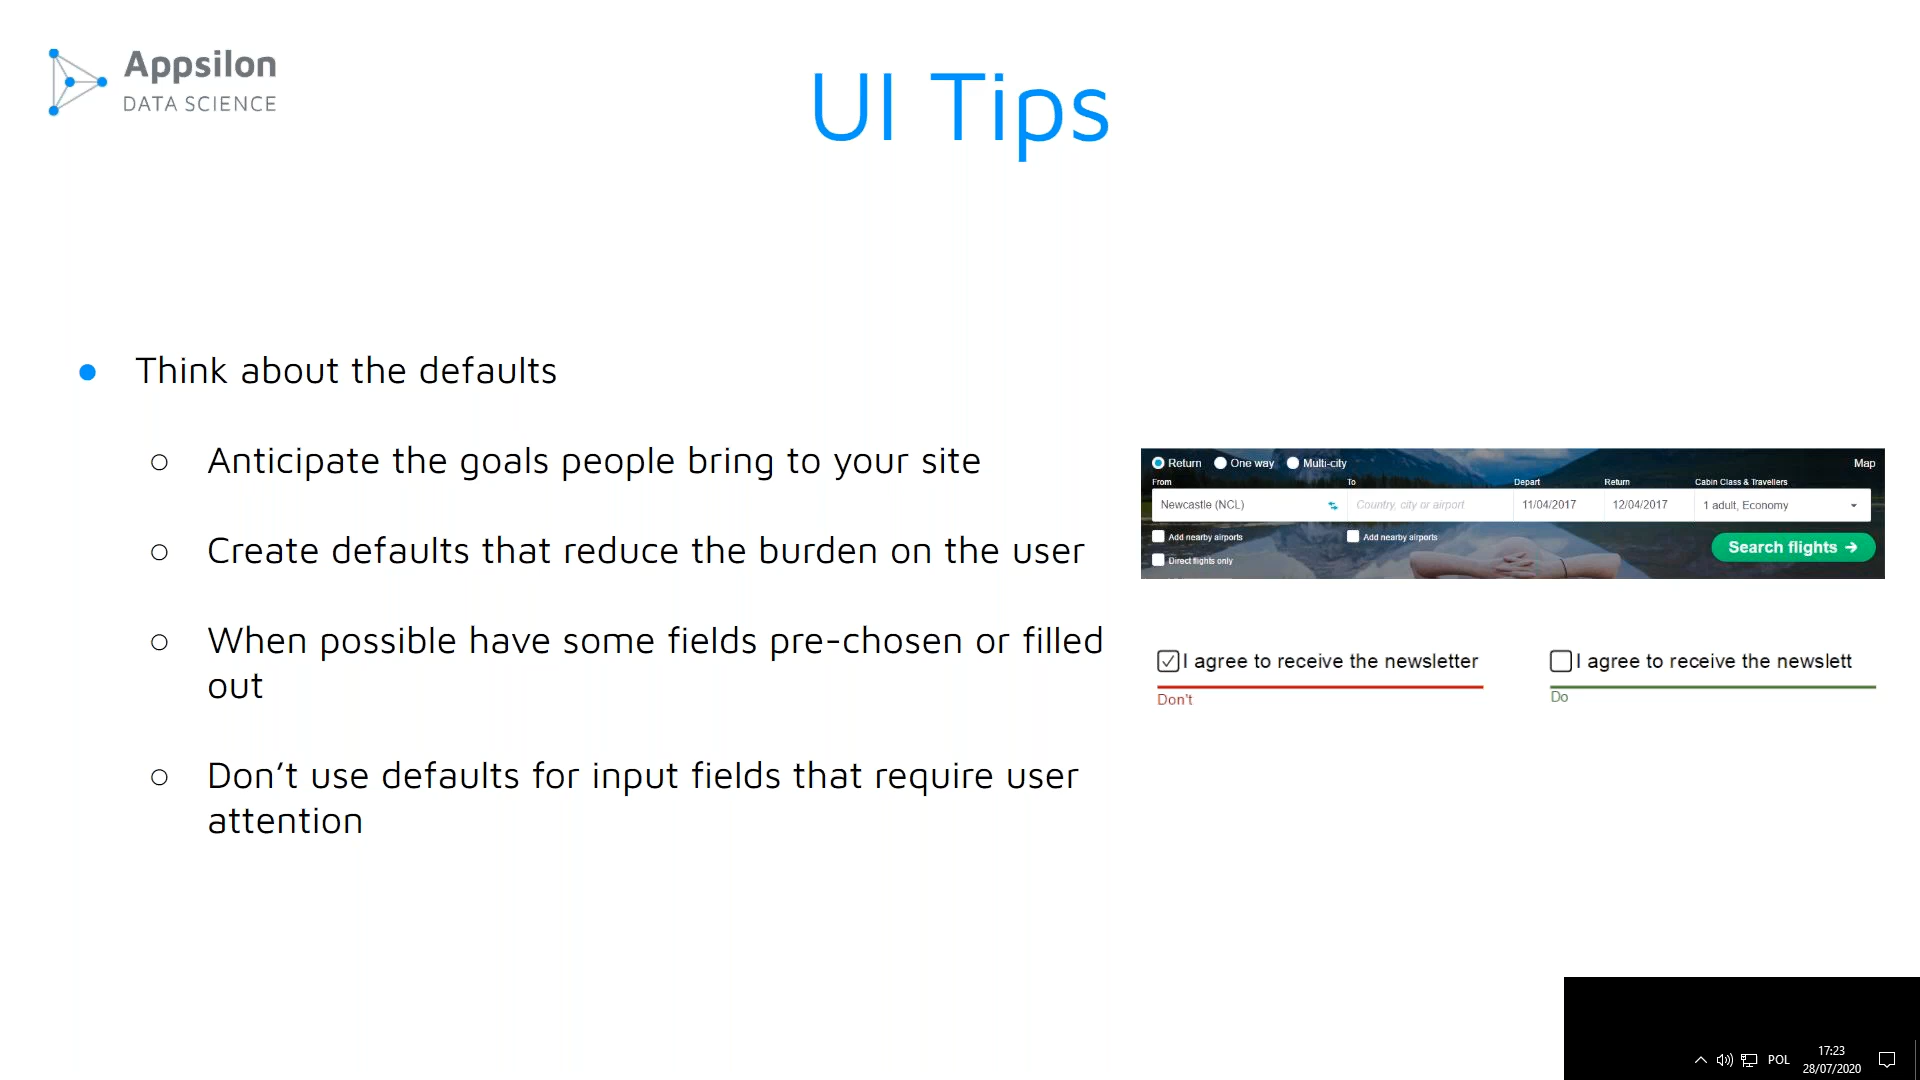 Appsilon
DATA SCIENCE
UI Tips
Think about the defaults
Anticipate the goals people bring to your site
Create defaults that reduce the burden on the user
When possible have some fields pre-chosen or filled
out
Don’t use defaults for input fields that require user
attention
Return One way Multi-city Map
From To Depart Return Cabin Class & Travellers
Newcastle (NCL) Country, city or airport 11/04/2017 12/04/2017 1 adult, Economy
Add nearby airports Add nearby airports
Search flights
Direct flights only
I agree to receive the newsletter
Don't
I agree to receive the newslett
Do
POL
17:23
28/07/2020